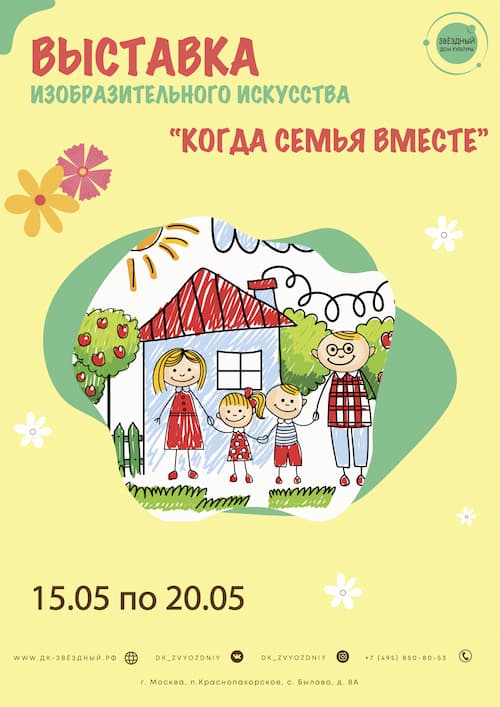 ЗВЁЗДНЫЙ
ДОМ КУЛЬТУРЫ
ВЫСТАВКА
ИЗОБРАЗИТЕЛЬНОГО ИСКУССТВА
“КОГДА СЕМЬЯ ВМЕСТЕ”
15.05 по 20.05
WWW.ДК-ЗВЁЗДНЫЙ.РФ DK_ZVYOZDNIY DK_ZVYOZDNIY +7 (495) 850-80-53
г. Москва, п.Краснопахорское, с. Былово, д. 8А